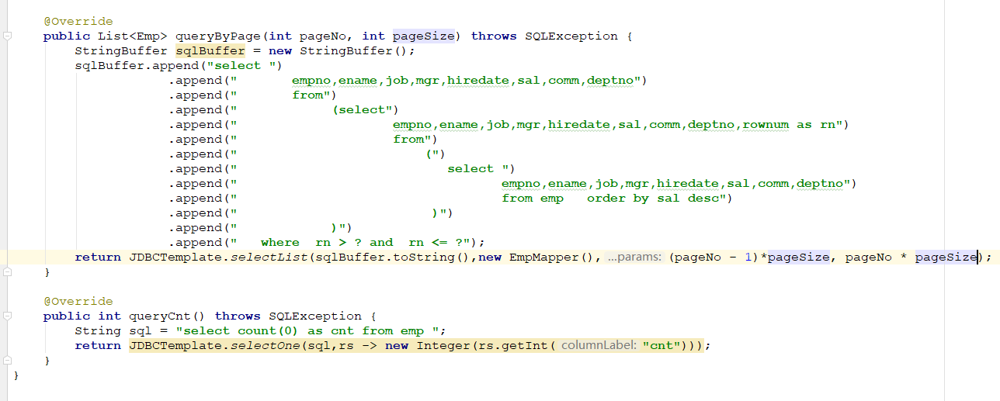 @Override
public List<Emp> queryByPage(int pageNo, int pageSize) throws SQLException {
StringBuffer sqlBuffer = new StringBuffer();
sqlBuffer.append("select ")
.append("       empno,ename,job,mgr,hiredate,sal,comm,deptno")
.append("       from")
.append("            (select")
.append("                    empno,ename,job,mgr,hiredate,sal,comm,deptno,rownum as rn")
.append("                    from")
.append("                        (")
.append("                           select ")
.append("                                  empno,ename,job,mgr,hiredate,sal,comm,deptno")
.append("                                  from emp   order by sal desc")
.append("                         )")
.append("            )")
.append("   where  rn > ? and  rn <= ?");
return JDBCTemplate.selectList(sqlBuffer.toString(),new EmpMapper(), ...params: (pageNo - 1)*pageSize, pageNo * pageSize);
}
@Override
public int queryCnt() throws SQLException {
String sql = "select count(0) as cnt from emp ";
return JDBCTemplate.selectOne(sql,rs -> new Integer(rs.getInt( columnLabel: "cnt")));
}
}